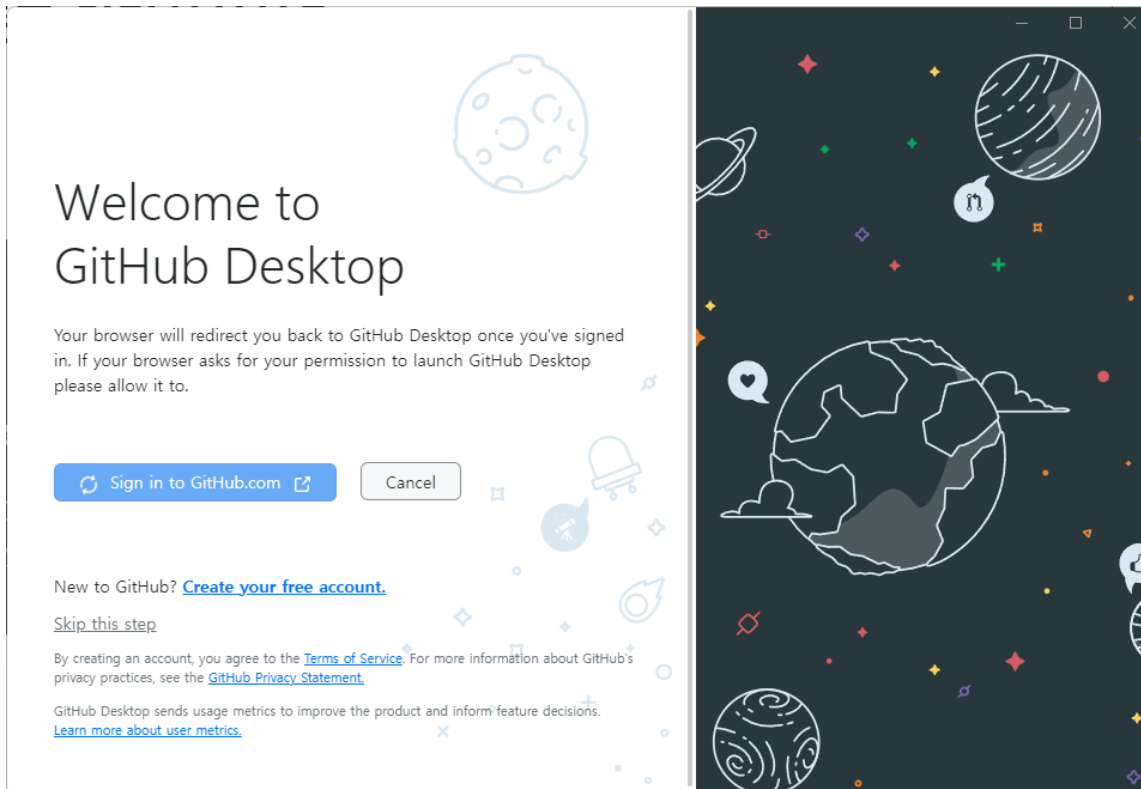 Welcome to
GitHub Desktop
Your browser will redirect you back to GitHub Desktop once you've signed
in. If your browser asks for your permission to launch GitHub Desktop
please allow it to.
Sign in to GitHub.com
Cancel
New to GitHub? Create your free account.
Skip this step
By creating an account, you agree to the Terms of Service. For more information about GitHub's
privacy practices, see the GitHub Privacy Statement.
GitHub Desktop sends usage metrics to improve the product and inform feature decisions.
Learn more about user metrics.